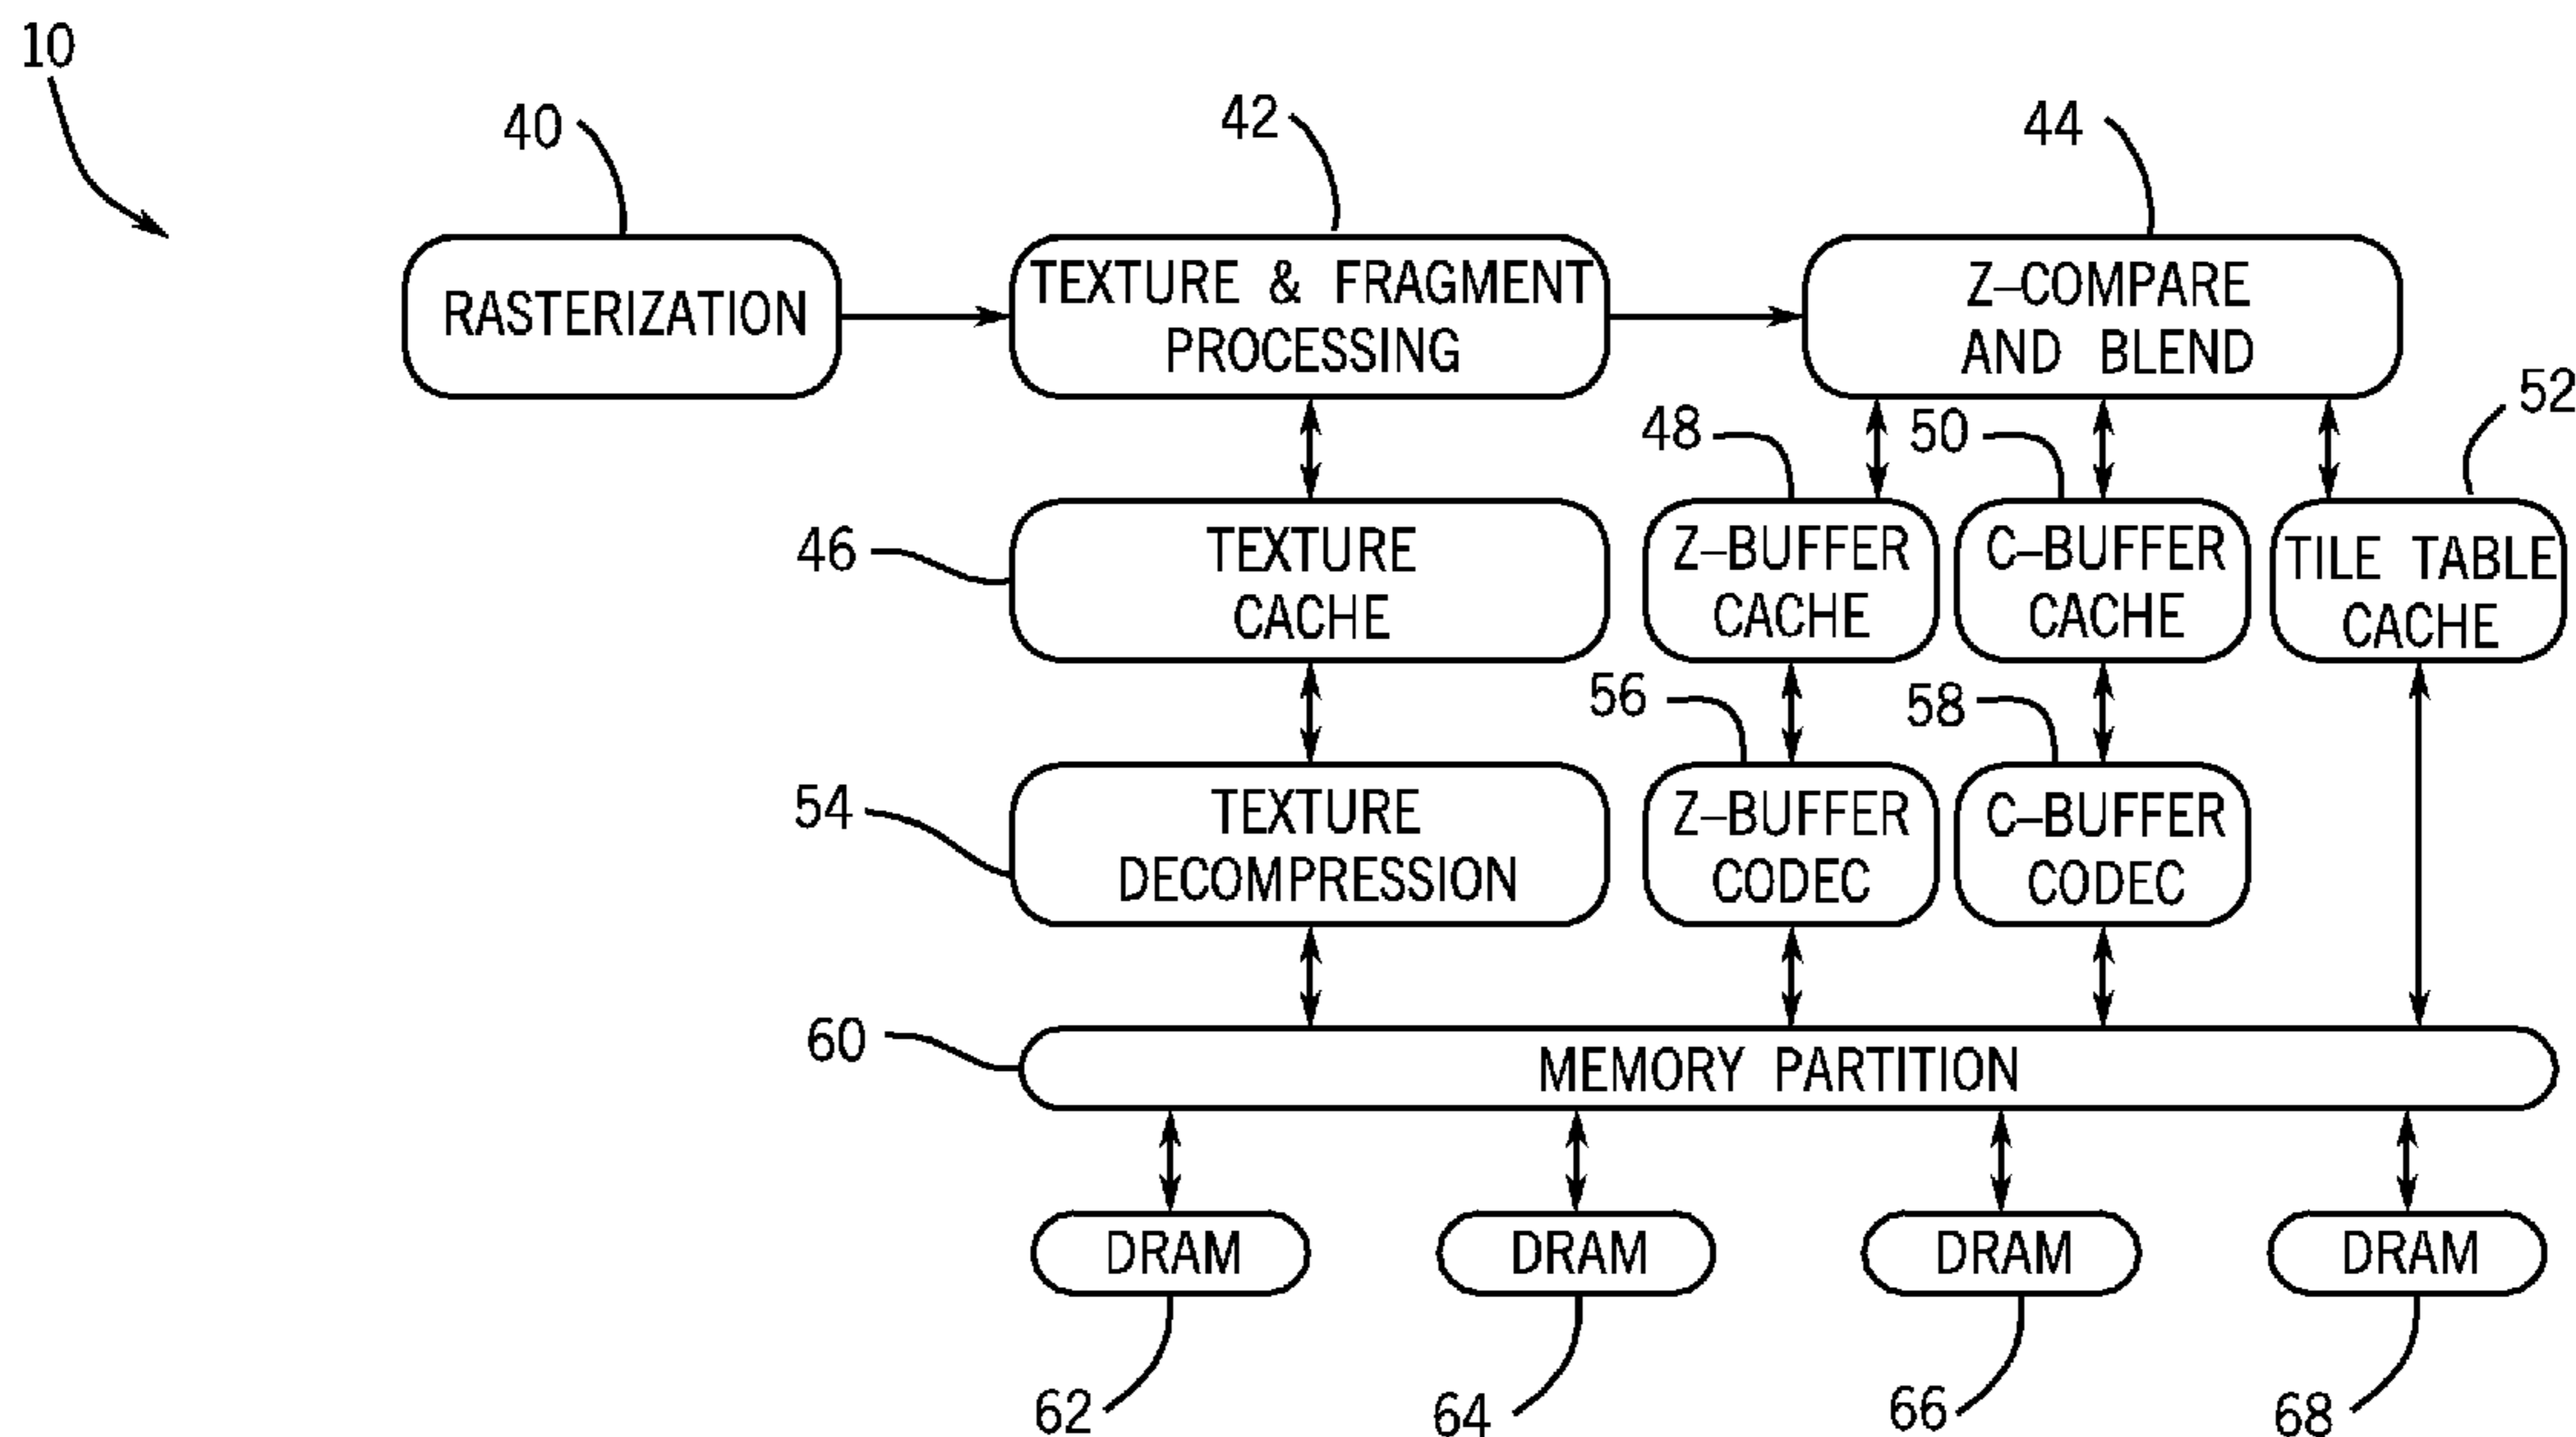 10
40
42
44
RASTERIZATION
TEXTURE & FRAGMENT
PROCESSING
Z–COMPARE
AND BLEND
48
50
52
46
TEXTURE
CACHE
Z–BUFFER
CACHE
C–BUFFER
CACHE
TILE TABLE
CACHE
56
58
54
TEXTURE
DECOMPRESSION
Z–BUFFER
CODEC
C–BUFFER
CODEC
60
MEMORY PARTITION
DRAM
DRAM
DRAM
DRAM
62
64
66
68